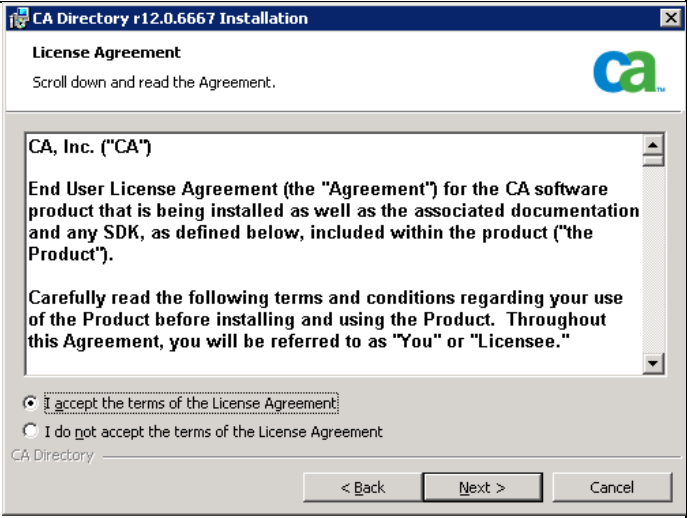 CA Directory r12.0.6667 Installation
License Agreement
Scroll down and read the Agreement.
ca
TM
CA, Inc. ("CA")
End User License Agreement (the "Agreement") for the CA software
product that is being installed as well as the associated documentation
and any SDK, as defined below, included within the product ("the
Product").
Carefully read the following terms and conditions regarding your use
of the Product before installing and using the Product.  Throughout
this Agreement, you will be referred to as "You" or "Licensee."
I accept the terms of the License Agreement
I do not accept the terms of the License Agreement
CA Directory
< Back
Next >
Cancel